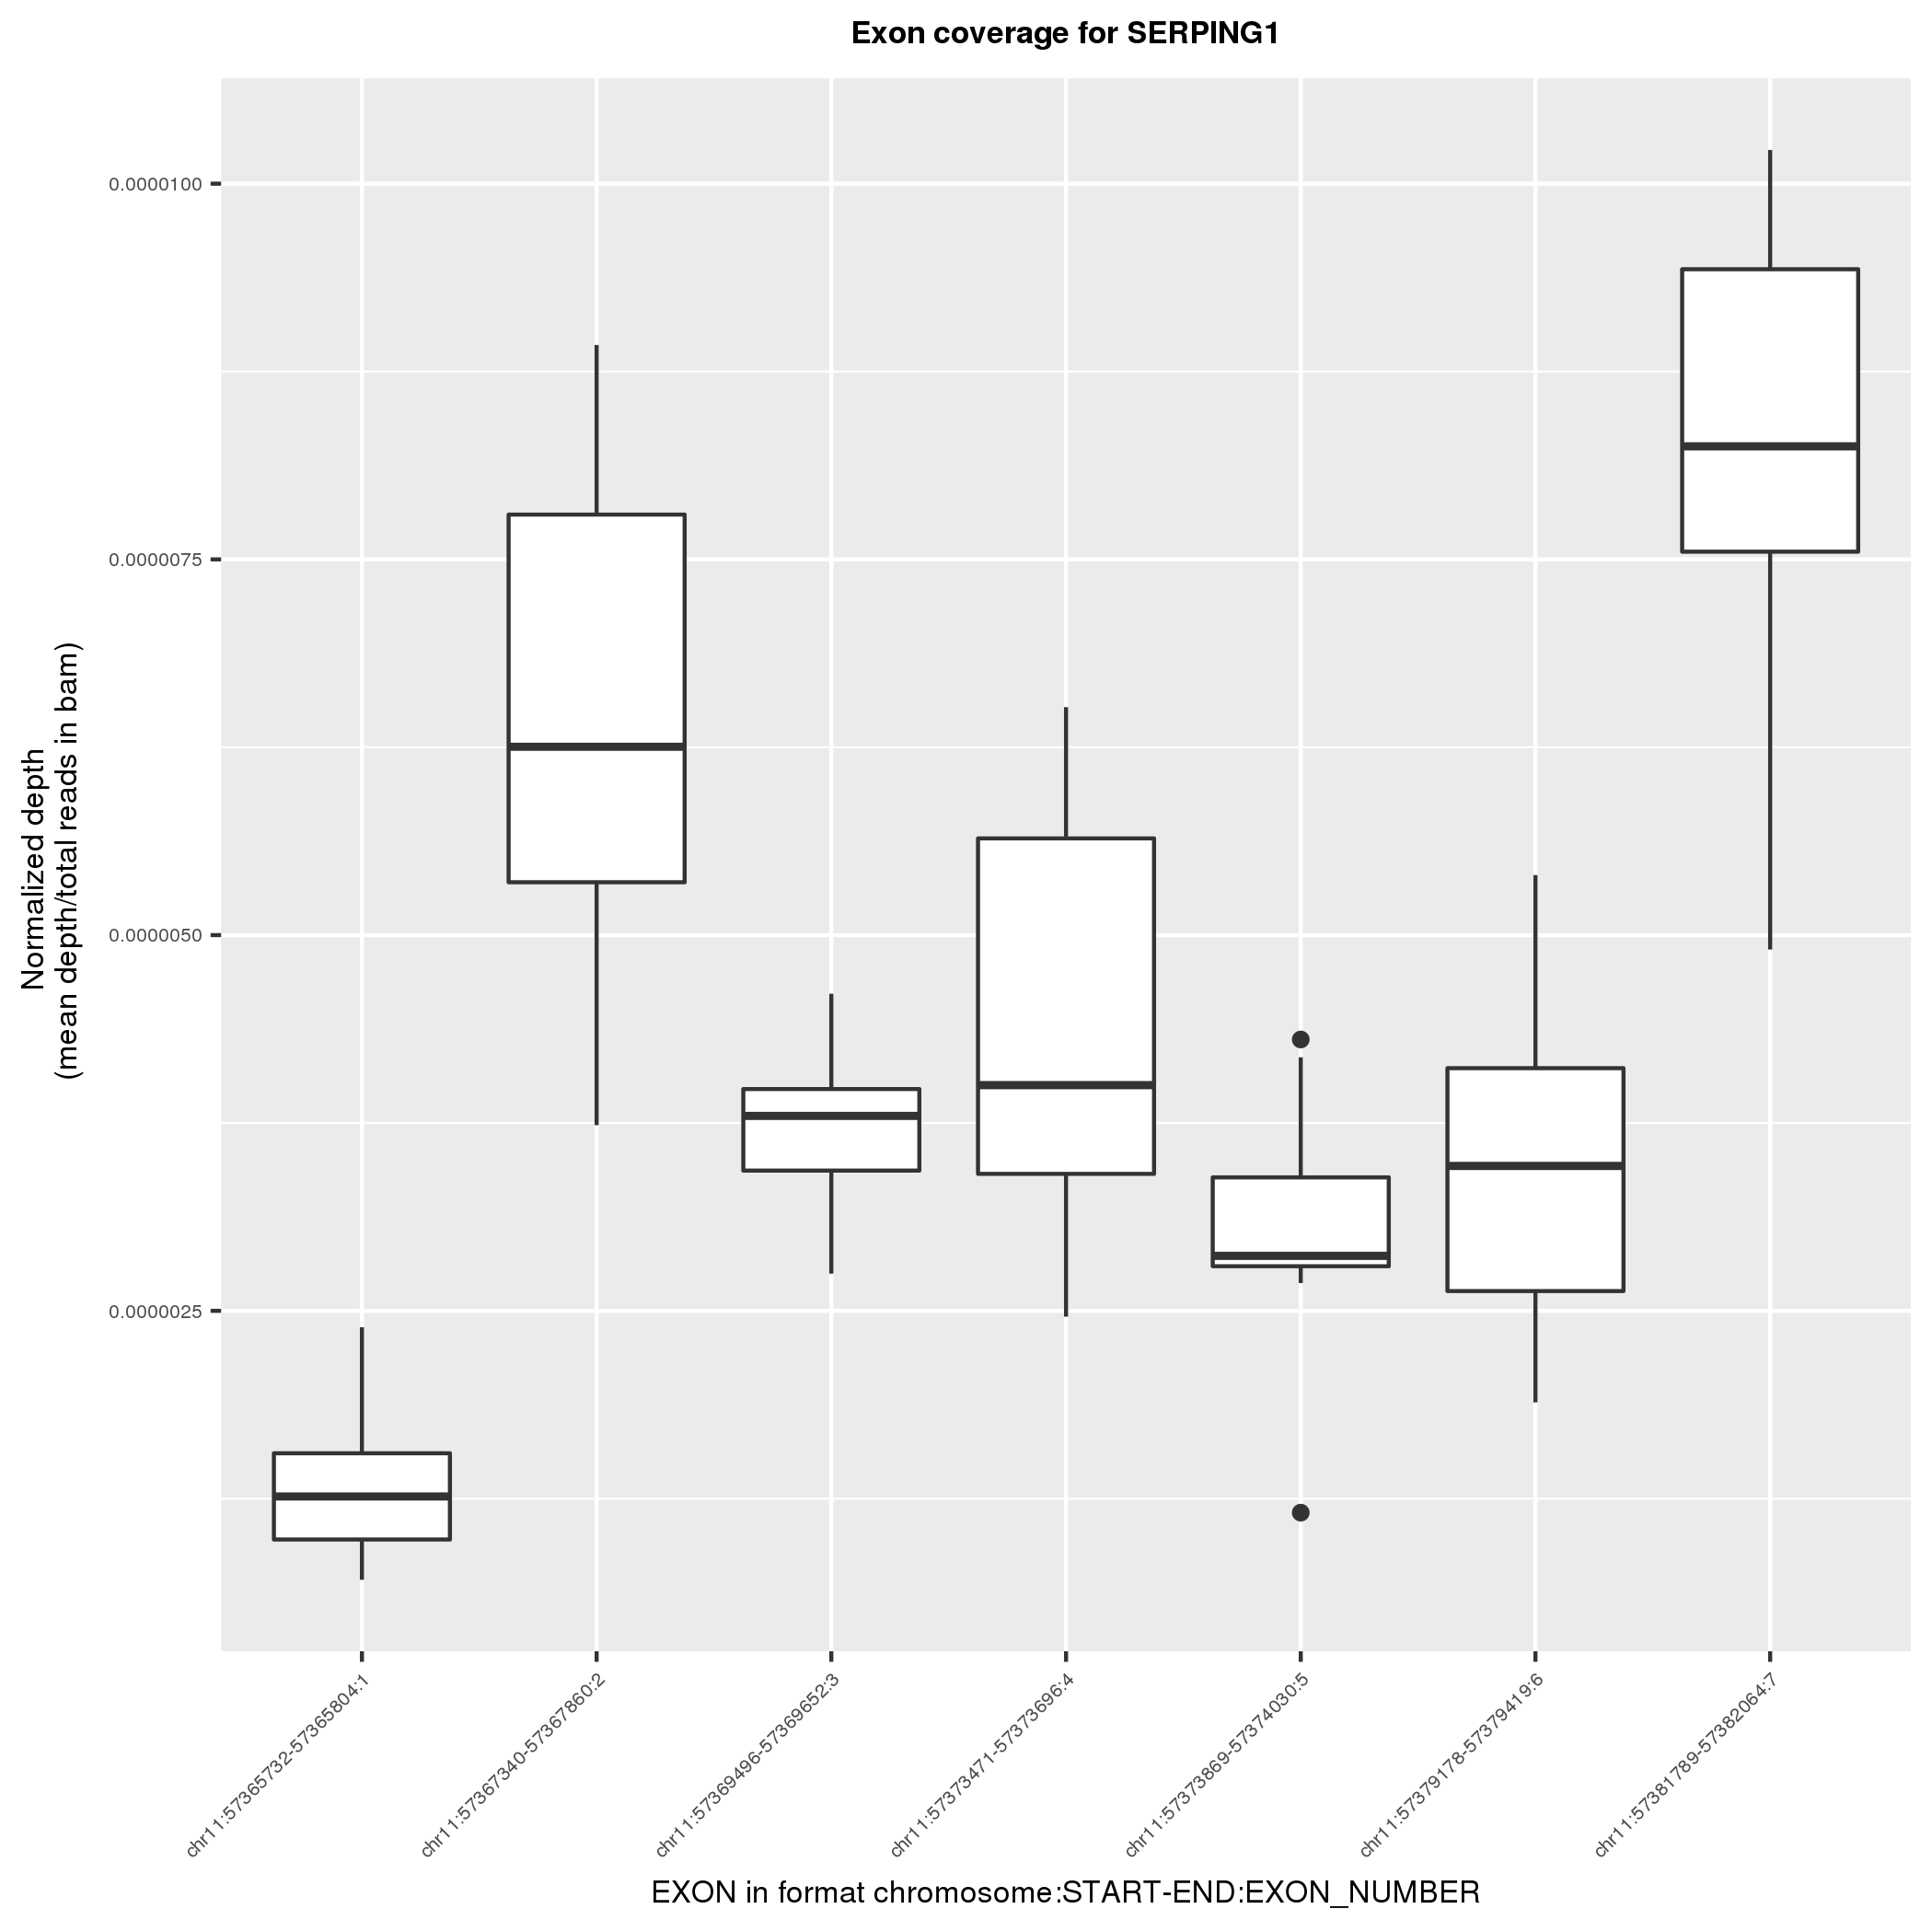 Exon coverage for SERPING1
0.0000100
0.0000075
0.0000050
0.0000025
Normalized depth
(mean depth/total reads in bam)
chr11:57365732-57365804:1
chr11:57367340-57367860:2
chr11:57369496-57369652:3
chr11:57373471-57373696:4
chr11:57373869-57374030:5
chr11:57379178-57379419:6
chr11:57381789-57382064:7
EXON in format chromosome:START-END:EXON_NUMBER